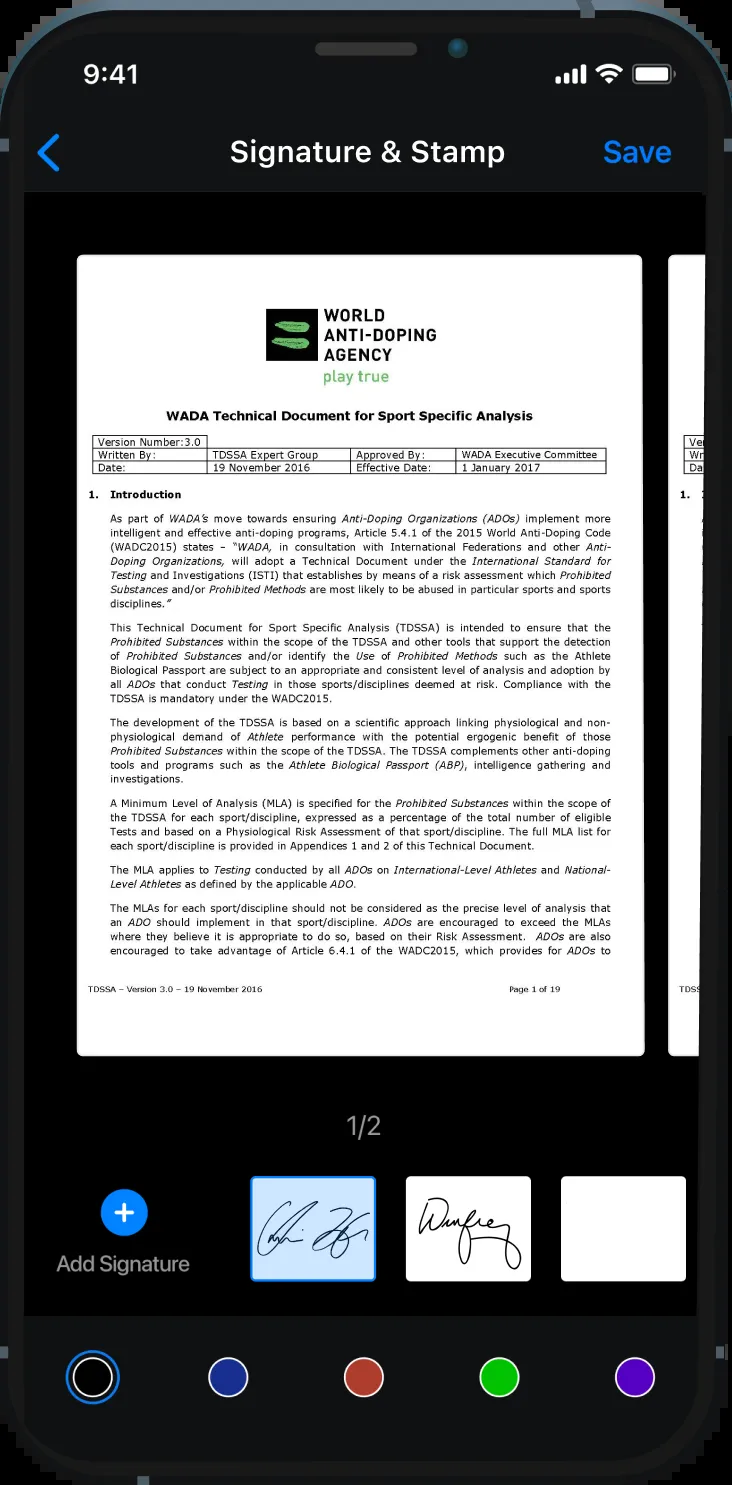 9:41
Signature & Stamp
Save
WORLD
ANTI-DOPING
AGENCY
play true
WADA Technical Document for Sport Specific Analysis
Version Number:3.0
Written By: TDSSA Expert Group Approved By: WADA Executive Committee
Date: 19 November 2016 Effective Date: 1 January 2017
1. Introduction
As part of WADA's move towards ensuring Anti-Doping Organizations (ADOs) implement more
intelligent and effective anti-doping programs, Article 5.4.1 of the 2015 World Anti-Doping Code
(WADC2015) states – "WADA, in consultation with International Federations and other Anti-
Doping Organizations, will adopt a Technical Document under the International Standard for
Testing and Investigations (ISTI) that establishes by means of a risk assessment which Prohibited
Substances and/or Prohibited Methods are most likely to be abused in particular sports and sports
disciplines."
This Technical Document for Sport Specific Analysis (TDSSA) is intended to ensure that the
Prohibited Substances within the scope of the TDSSA and other tools that support the detection
of Prohibited Substances and/or identify the Use of Prohibited Methods such as the Athlete
Biological Passport are subject to an appropriate and consistent level of analysis and adoption by
all ADOs that conduct Testing in those sports/disciplines deemed at risk. Compliance with the
TDSSA is mandatory under the WADC2015.
The development of the TDSSA is based on a scientific approach linking physiological and non-
physiological demand of Athlete performance with the potential ergogenic benefit of those
Prohibited Substances within the scope of the TDSSA. The TDSSA complements other anti-doping
tools and programs such as the Athlete Biological Passport (ABP), intelligence gathering and
investigations.
A Minimum Level of Analysis (MLA) is specified for the Prohibited Substances within the scope of
the TDSSA for each sport/discipline, expressed as a percentage of the total number of eligible
Tests and based on a Physiological Risk Assessment of that sport/discipline. The full MLA list for
each sport/discipline is provided in Appendices 1 and 2 of this Technical Document.
The MLA applies to Testing conducted by all ADOs on International-Level Athletes and National-
Level Athletes as defined by the applicable ADO.
The MLAs for each sport/discipline should not be considered as the precise level of analysis that
an ADO should implement in that sport/discipline. ADOs are encouraged to exceed the MLAs
where they believe it is appropriate to do so, based on their Risk Assessment. ADOs are also
encouraged to take advantage of Article 6.4.1 of the WADC2015, which provides for ADOs to
TDSSA – Version 3.0 – 19 November 2016 Page 1 of 19
Ve
Wr
Da
1.
TDS
1/2
Add Signature
Winfrey